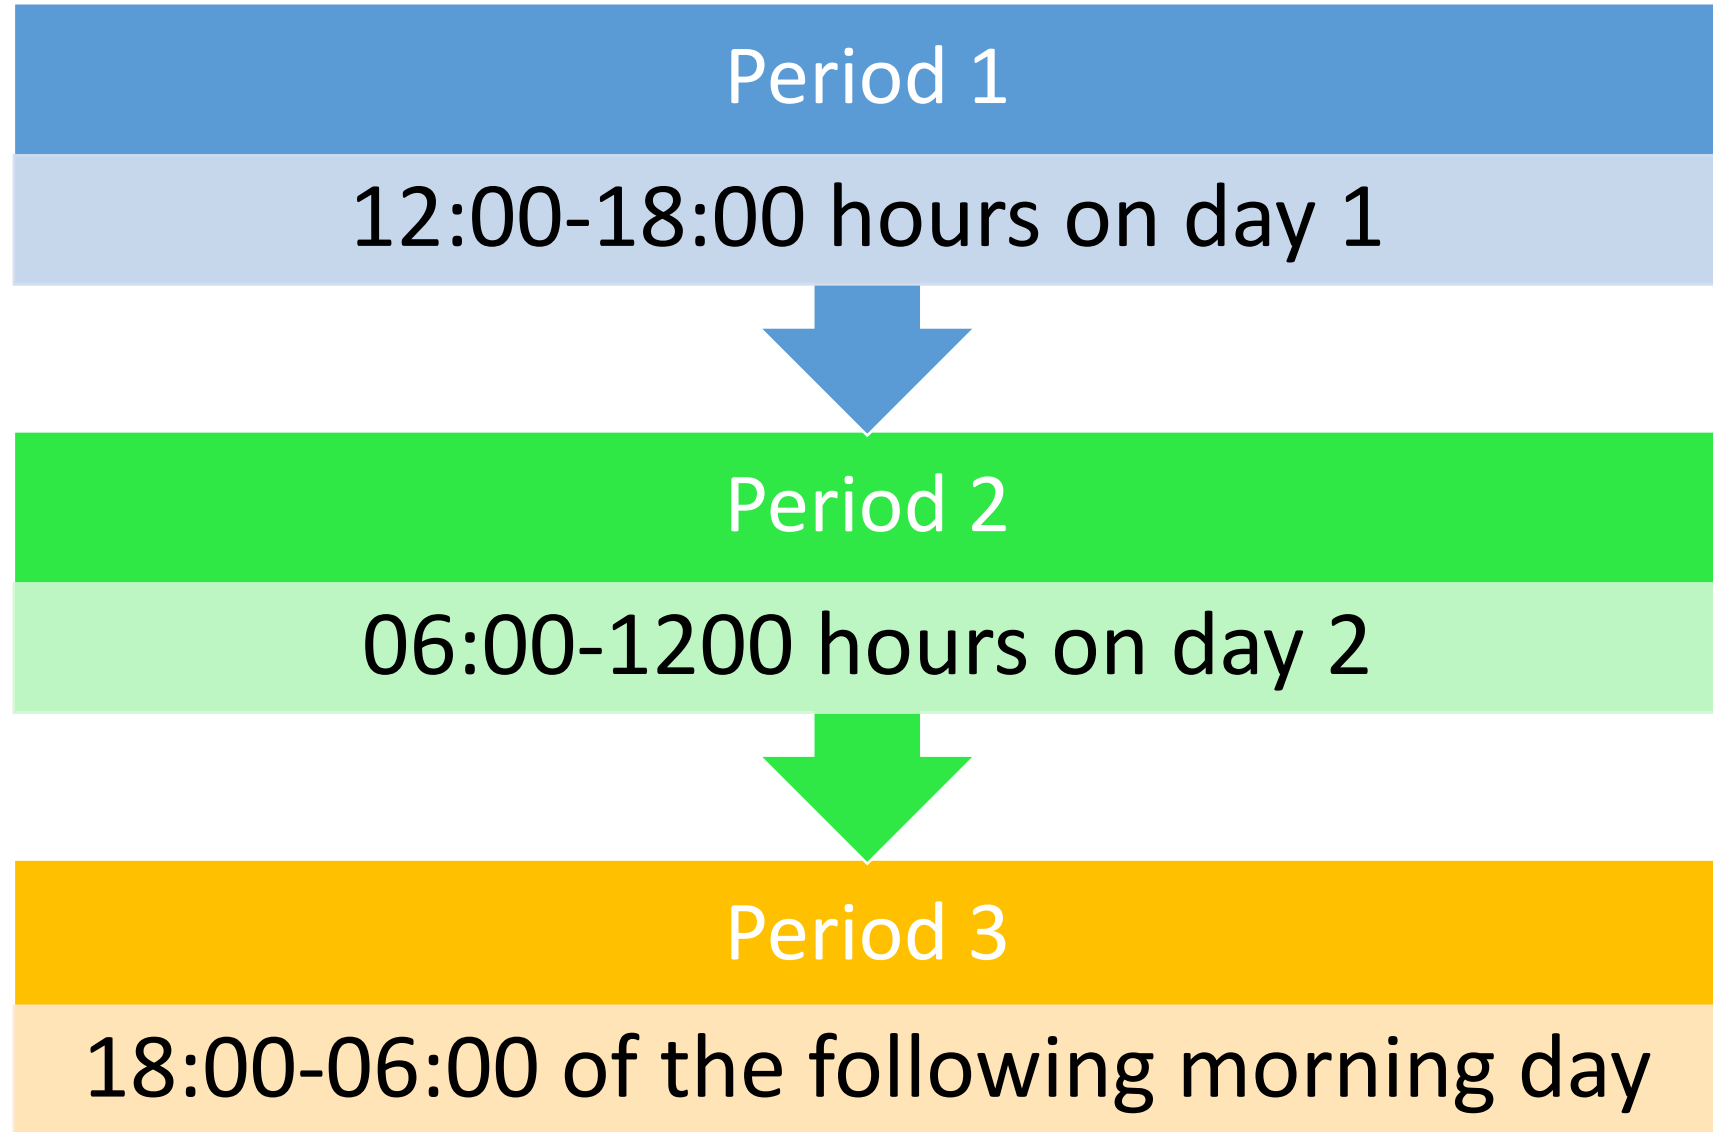 Period 1
12:00-18:00 hours on day 1
Period 2
06:00-1200 hours on day 2
Period 3
18:00-06:00 of the following morning day